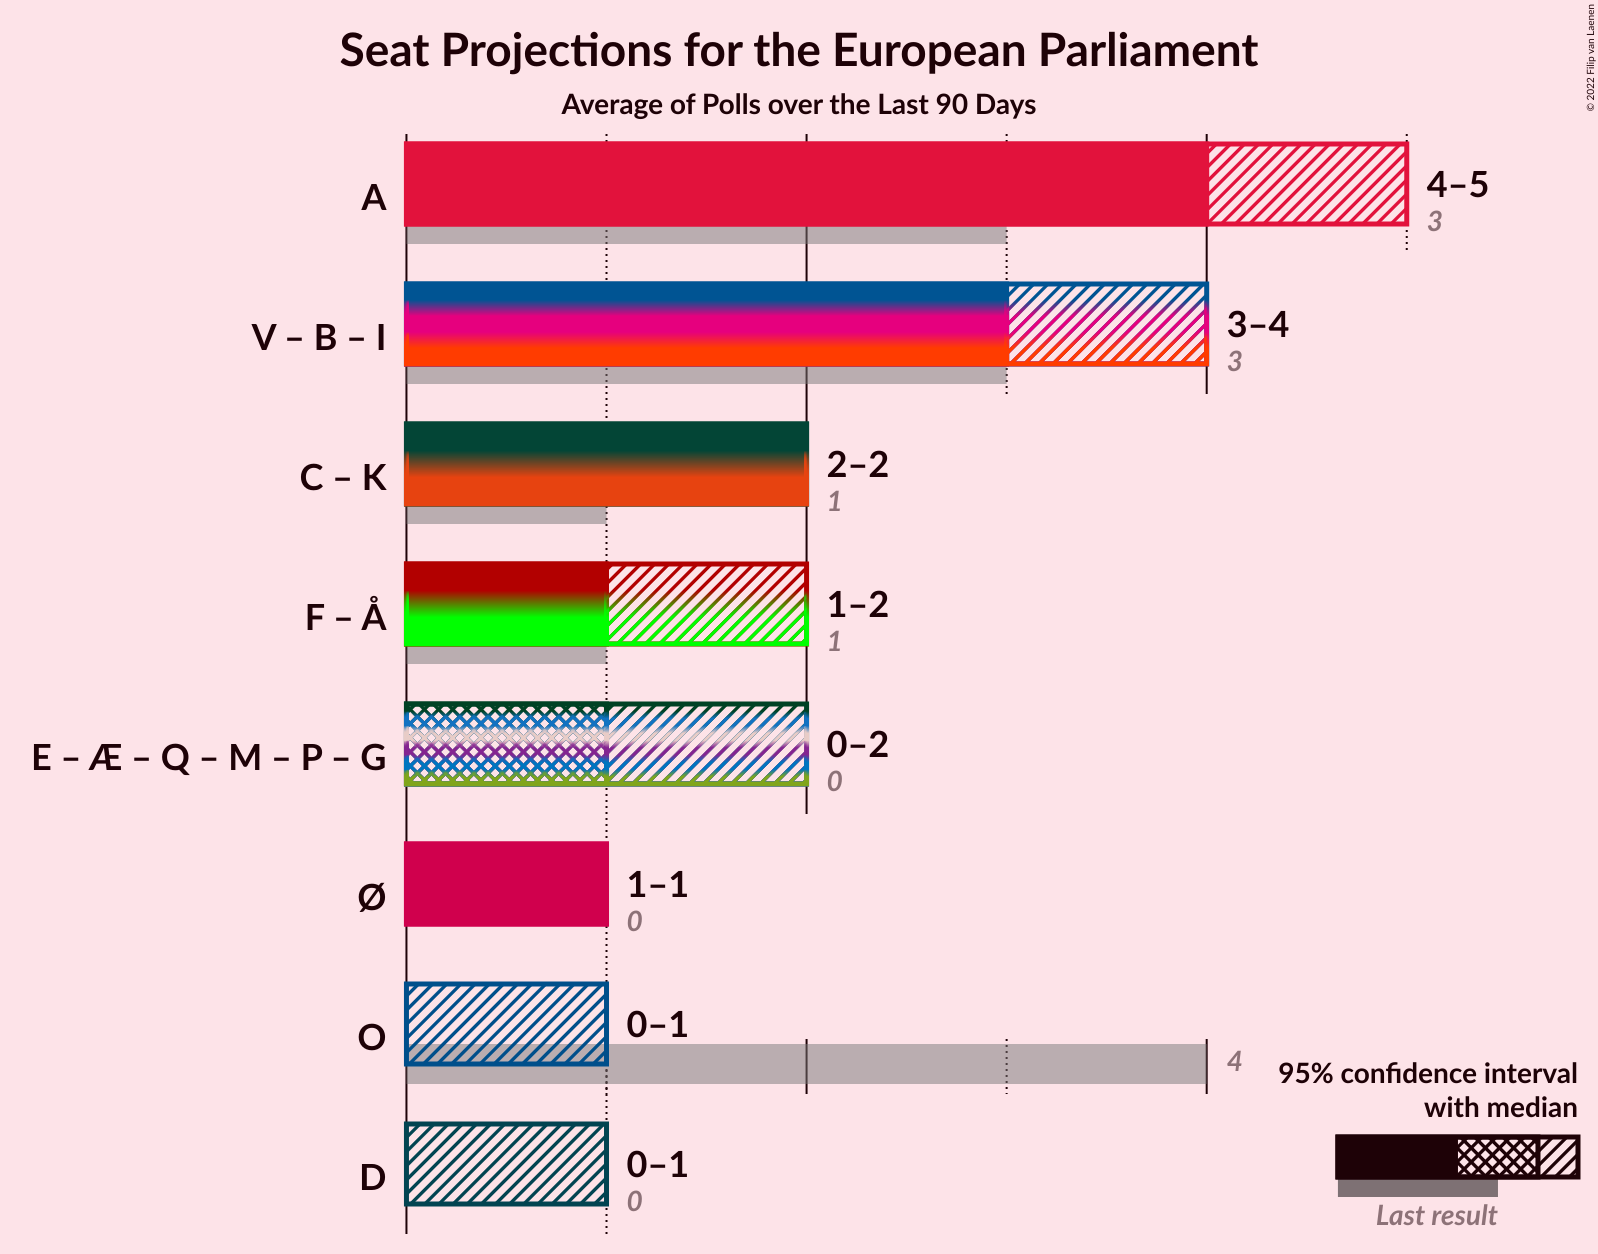 Seat Projections for the European Parliament
Average of Polls over the Last 90 Days
© 2022 Filip van Laenen
A
4–5
3
V – B – I
3–4
3
C – K
2–2
1
F – Å
1–2
1
E – Æ – Q – M – P – G
0–2
0
Ø
1–1
0
O
0–1
4
D
0–1
0
95% confidence interval
with median
Last result